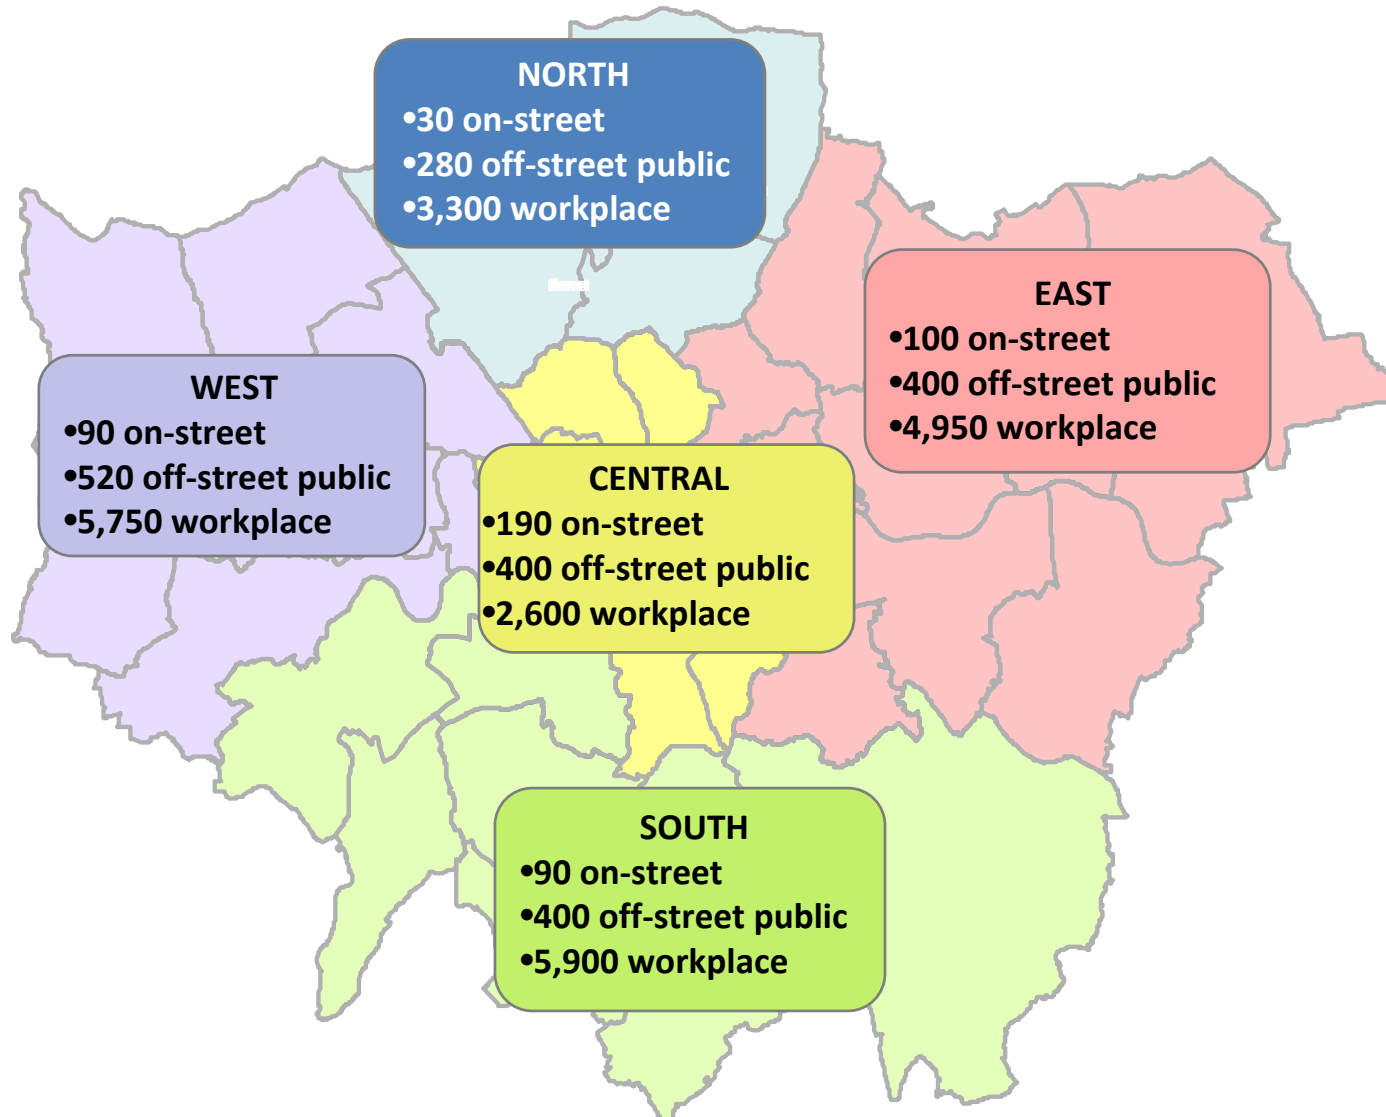 NORTH
•30 on-street
•280 off-street public
•3,300 workplace
EAST
•100 on-street
•400 off-street public
•4,950 workplace
WEST
•90 on-street
•520 off-street public
•5,750 workplace
CENTRAL
•190 on-street
•400 off-street public
•2,600 workplace
SOUTH
•90 on-street
•400 off-street public
•5,900 workplace